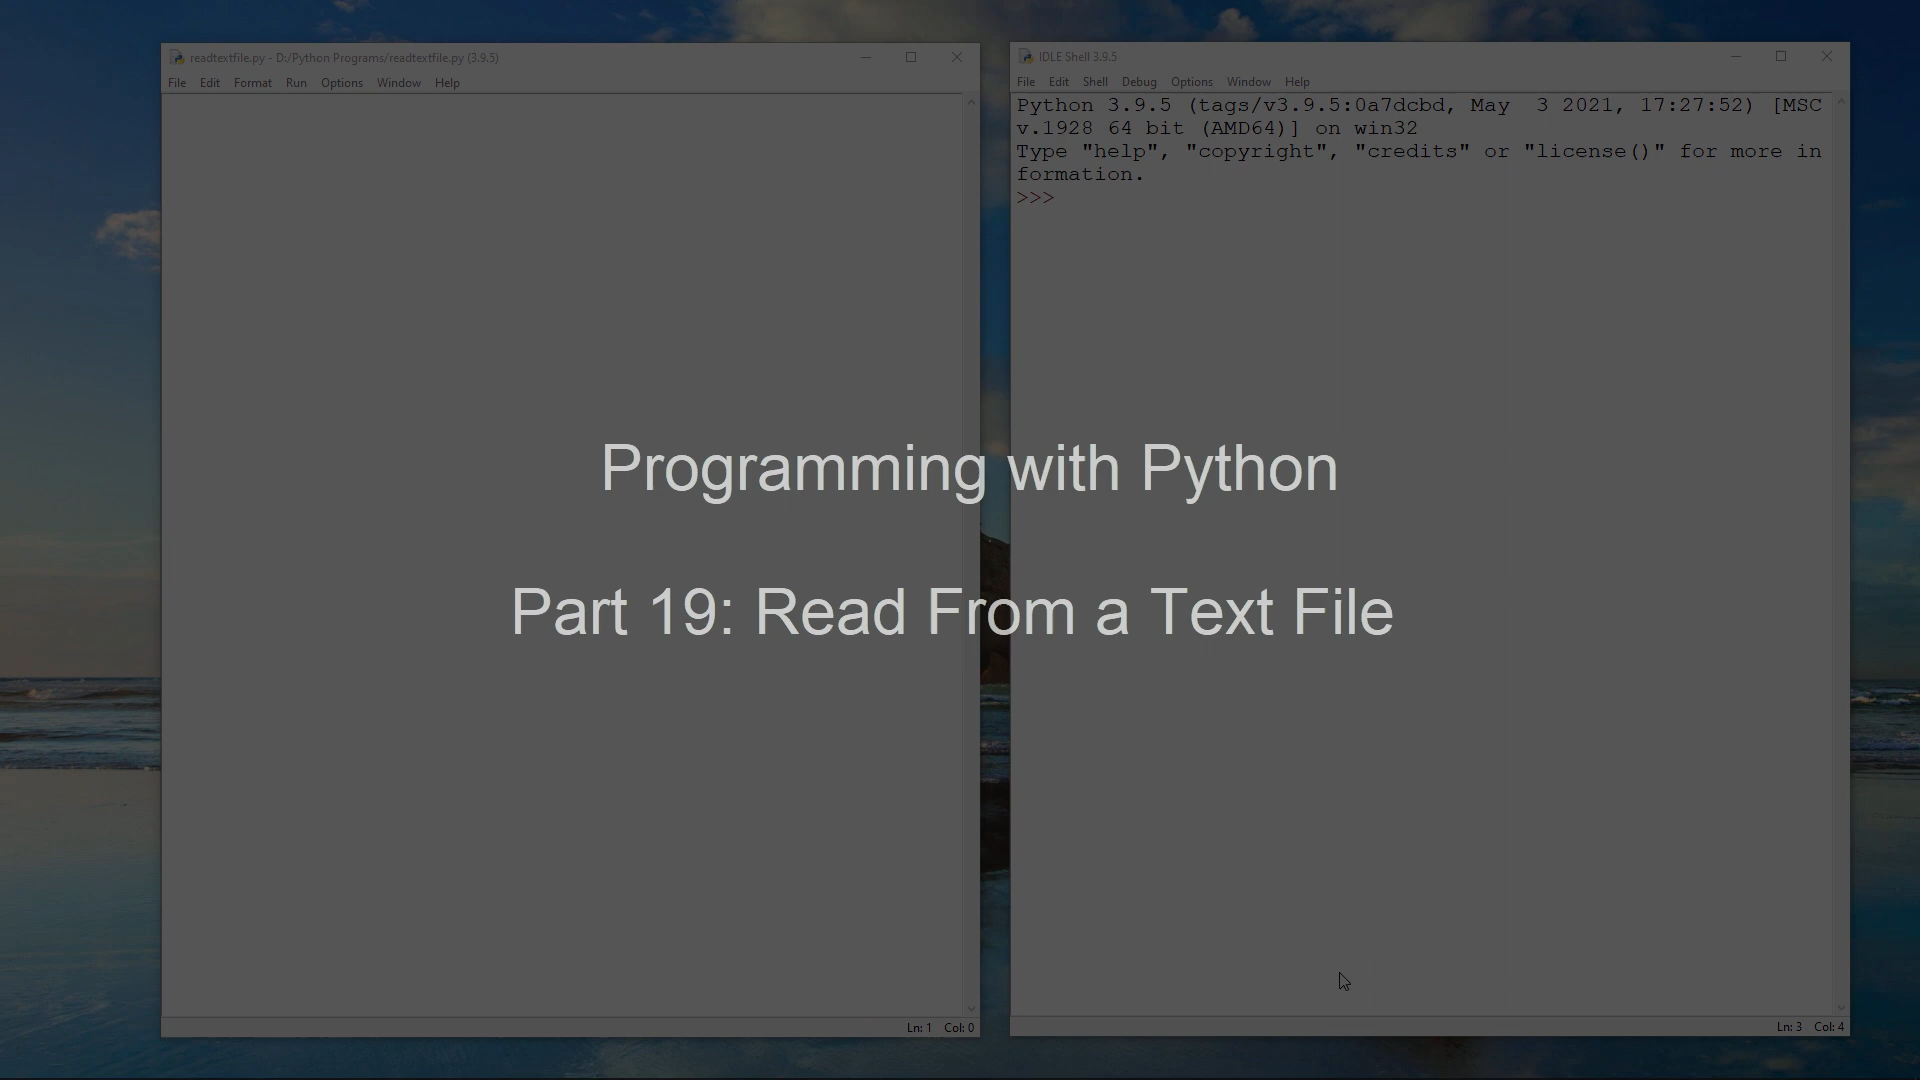 readtextfile.py - D:/Python Programs/readtextfile.py (3.9.5)
File Edit Format Run Options Window Help
Ln: 1 Col: 0
IDLE Shell 3.9.5
File Edit Shell Debug Options Window Help
Python 3.9.5 (tags/v3.9.5:0a7dcbd, May  3 2021, 17:27:52) [MSC
v.1928 64 bit (AMD64)] on win32
Type "help", "copyright", "credits" or "license()" for more in
formation.
>>>
Ln: 3 Col: 4
Programming with Python
Part 19: Read From a Text File